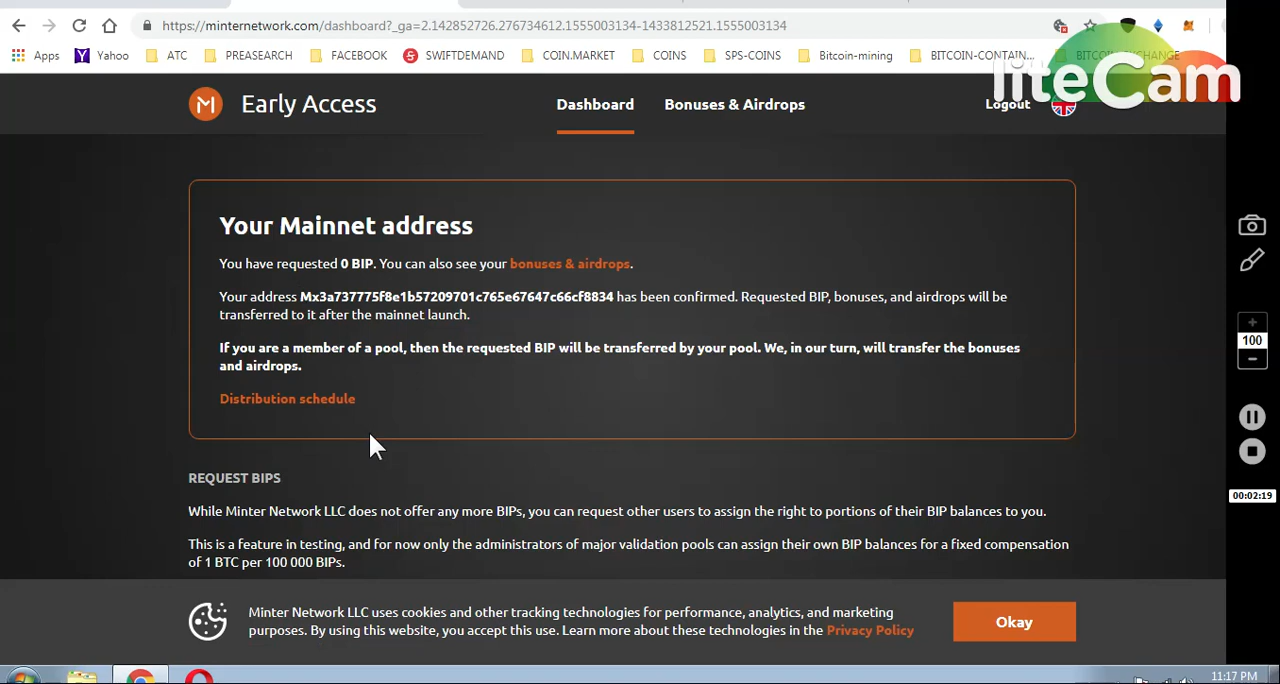 https://minternetwork.com/dashboard?_ga=2.142852726.276734612.1555003134-1433812521.1555003134
Apps Yahoo ATC PREASEARCH FACEBOOK SWIFTDEMAND COIN.MARKET COINS SPS-COINS Bitcoin-mining BITCOIN-CONTAIN... BITCOIN-EXCHANGE
liteCam
Early Access Dashboard Bonuses & Airdrops Logout
Your Mainnet address
You have requested 0 BIP. You can also see your bonuses & airdrops.
Your address Mx3a737775f8e1b57209701c765e67647c66cf8834 has been confirmed. Requested BIP, bonuses, and airdrops will be
transferred to it after the mainnet launch.
If you are a member of a pool, then the requested BIP will be transferred by your pool. We, in our turn, will transfer the bonuses
and airdrops.
Distribution schedule
100
00:02:19
REQUEST BIPS
While Minter Network LLC does not offer any more BIPs, you can request other users to assign the right to portions of their BIP balances to you.
This is a feature in testing, and for now only the administrators of major validation pools can assign their own BIP balances for a fixed compensation
of 1 BTC per 100 000 BIPs.
Minter Network LLC uses cookies and other tracking technologies for performance, analytics, and marketing
purposes. By using this website, you accept this use. Learn more about these technologies in the Privacy Policy
Okay
11:17 PM